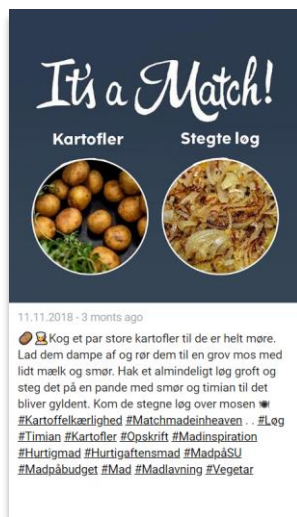 It's a Match!
Kartofler Stegte løg
11.11.2018 - 3 monts ago
🥔👩‍🍳Kog et par store kartofler til de er helt møre.
Lad dem dampe af og rør dem til en grov mos med
lidt mælk og smør. Hak et almindeligt løg groft og
steg det på en pande med smør og timian til det
bliver gyldent. Kom de stegne løg over mosen 🍽
#Kartoffelkærlighed #Matchmadeinheaven . . #Løg
#Timian #Kartofler #Opskrift #Madinspiration
#Hurtigmad #Hurtigaftensmad #MadpåSU
#Madpåbudget #Mad #Madlavning #Vegetar